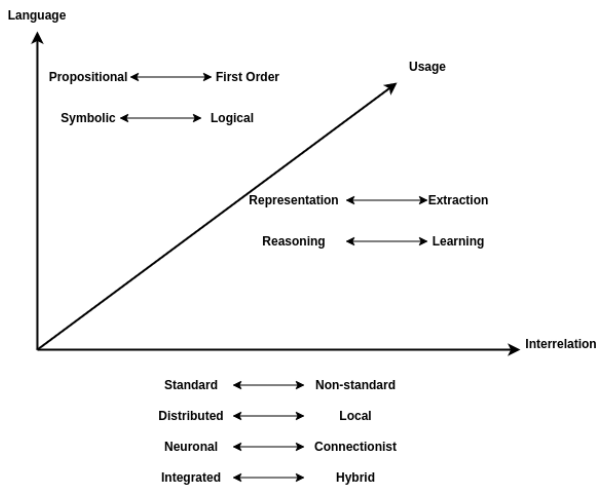 Language
Usage
Propositional First Order
Symbolic Logical
Representation Extraction
Reasoning Learning
Interrelation
Standard Non-standard
Distributed Local
Neuronal Connectionist
Integrated Hybrid